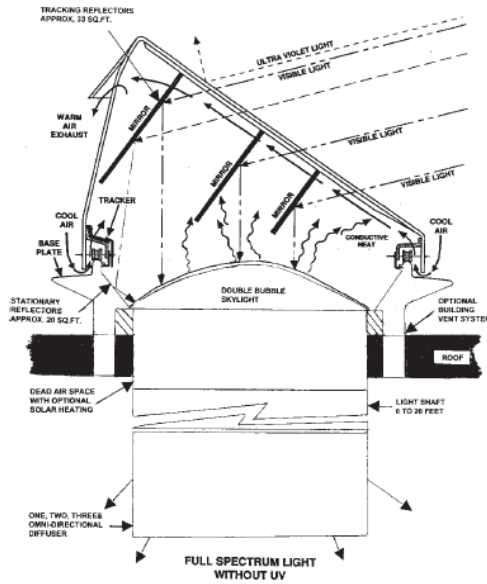 TRACKING REFLECTORS
APPROX. 33 SQ.FT.
ULTRA VIOLET LIGHT
VISIBLE LIGHT
WARM
AIR
EXHAUST
MIRROR
VISIBLE LIGHT
MIRROR
VISIBLE LIGHT
MIRROR
TRACKER
COOL
AIR
BASE
PLATE
CONDUCTIVE
HEAT
COOL
AIR
STATIONARY
REFLECTORS
APPROX. 20 SQ.FT.
DOUBLE BUBBLE
SKYLIGHT
OPTIONAL
BUILDING
VENT SYSTEM
ROOF
DEAD AIR SPACE
WITH OPTIONAL
SOLAR HEATING
LIGHT SHAFT
0 TO 20 FEET
ONE, TWO, THREE&
OMNI-DIRECTIONAL
DIFFUSER
FULL SPECTRUM LIGHT
WITHOUT UV